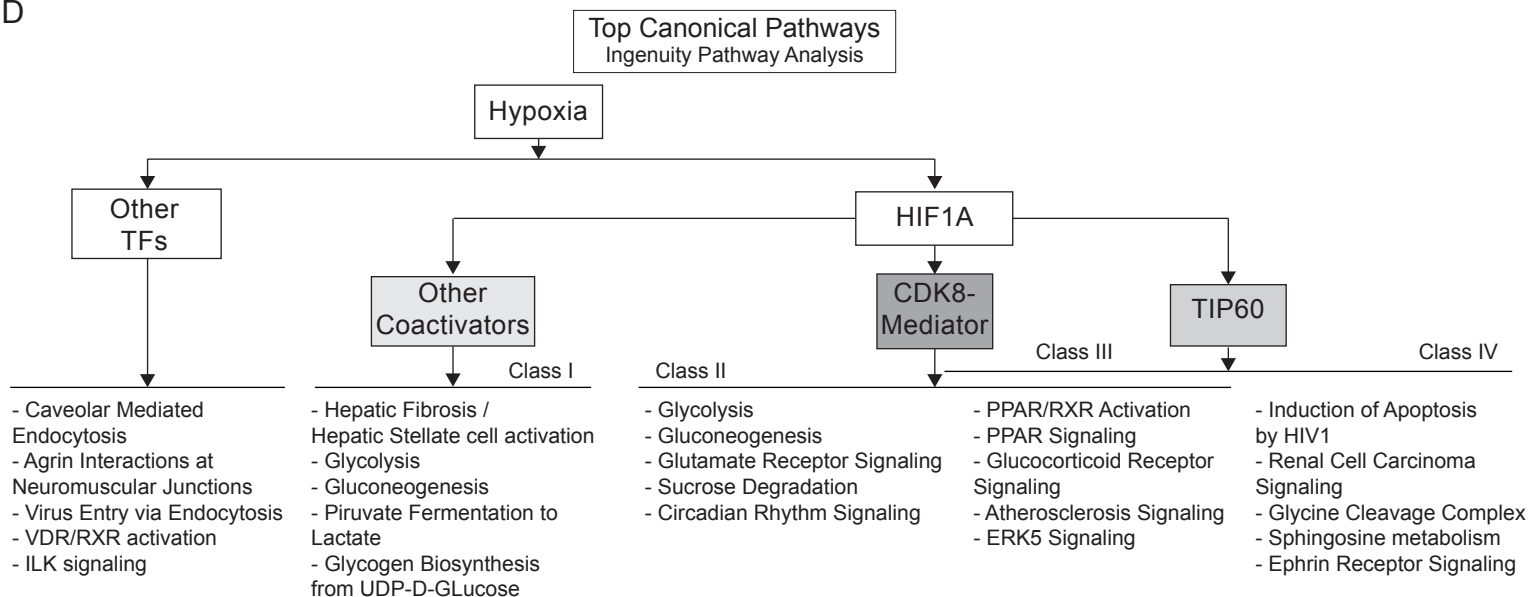 D
Top Canonical Pathways
Ingenuity Pathway Analysis
Hypoxia
Other
TFs
HIF1A
Other
Coactivators
CDK8-
Mediator
TIP60
Class I
Class II
Class III
Class IV
- Caveolar Mediated
Endocytosis
- Agrin Interactions at
Neuromuscular Junctions
- Virus Entry via Endocytosis
- VDR/RXR activation
- ILK signaling
- Hepatic Fibrosis /
Hepatic Stellate cell activation
- Glycolysis
- Gluconeogenesis
- Piruvate Fermentation to
Lactate
- Glycogen Biosynthesis
from UDP-D-GLucose
- Glycolysis
- Gluconeogenesis
- Glutamate Receptor Signaling
- Sucrose Degradation
- Circadian Rhythm Signaling
- PPAR/RXR Activation
- PPAR Signaling
- Glucocorticoid Receptor
Signaling
- Atherosclerosis Signaling
- ERK5 Signaling
- Induction of Apoptosis
by HIV1
- Renal Cell Carcinoma
Signaling
- Glycine Cleavage Complex
- Sphingosine metabolism
- Ephrin Receptor Signaling